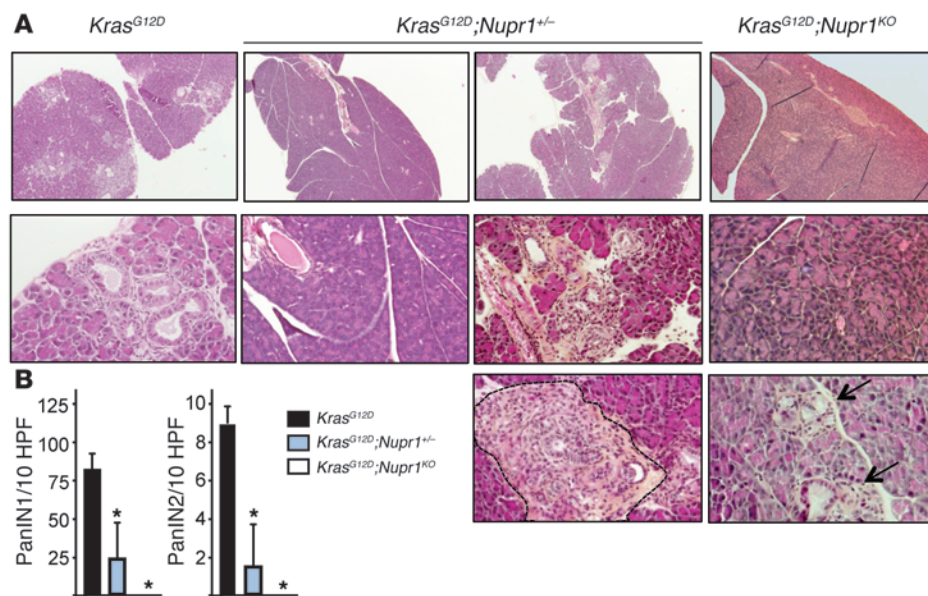 A
Kras^G12D
Kras^G12D;Nupr1^+/–
Kras^G12D;Nupr1^KO
B
PanIN1/10 HPF
125
100
75
50
25
*
*
PanIN2/10 HPF
10
8
6
4
2
*
*
Kras^G12D
Kras^G12D;Nupr1^+/–
Kras^G12D;Nupr1^KO